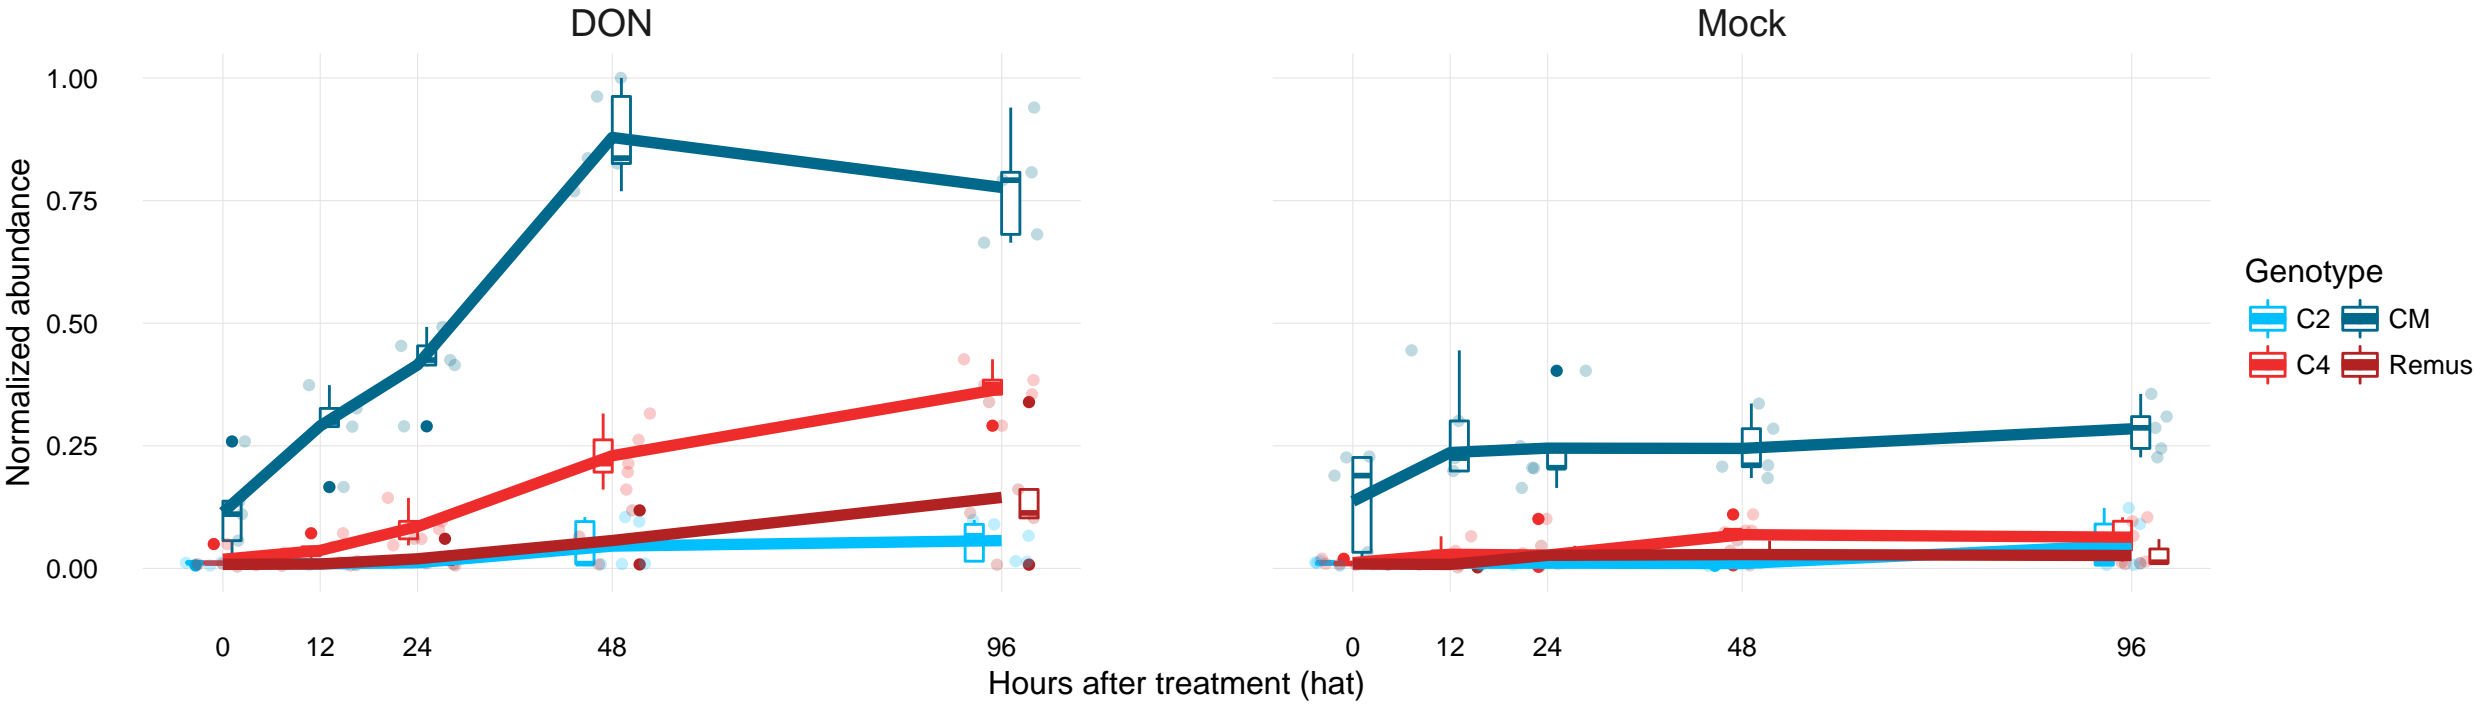 DON
Mock
Normalized abundance
1.00
0.75
0.50
0.25
0.00
0 12 24 48 96
0 12 24 48 96
Hours after treatment (hat)
Genotype
C2 CM
C4 Remus